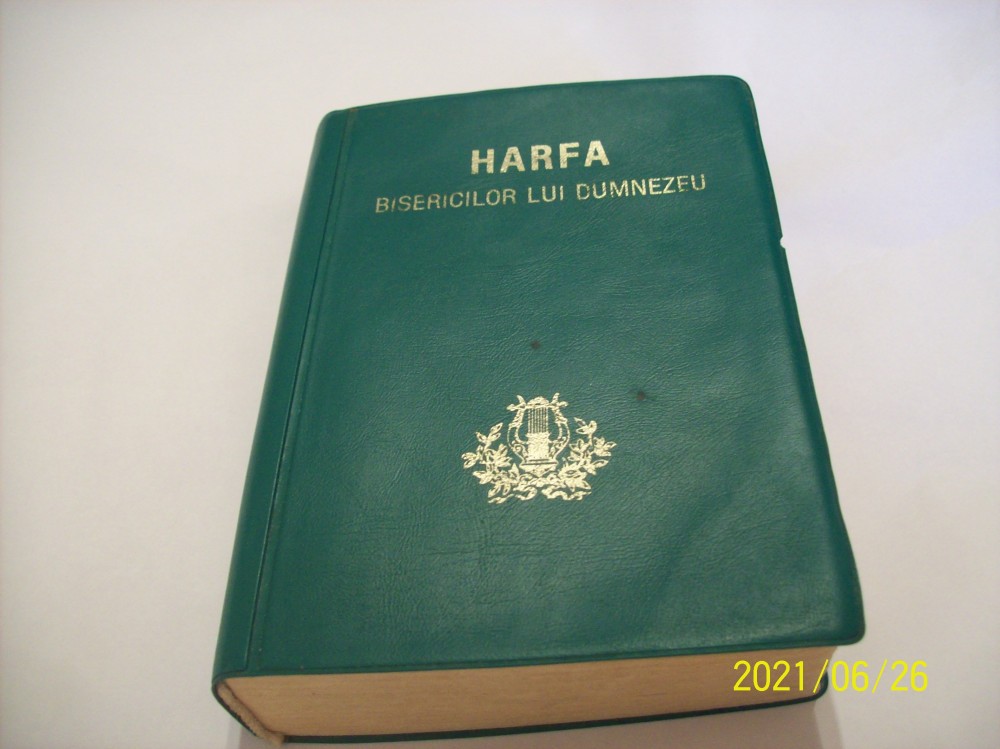 HARFA
BISERICILOR LUI DUMNEZEU
2021/06/26